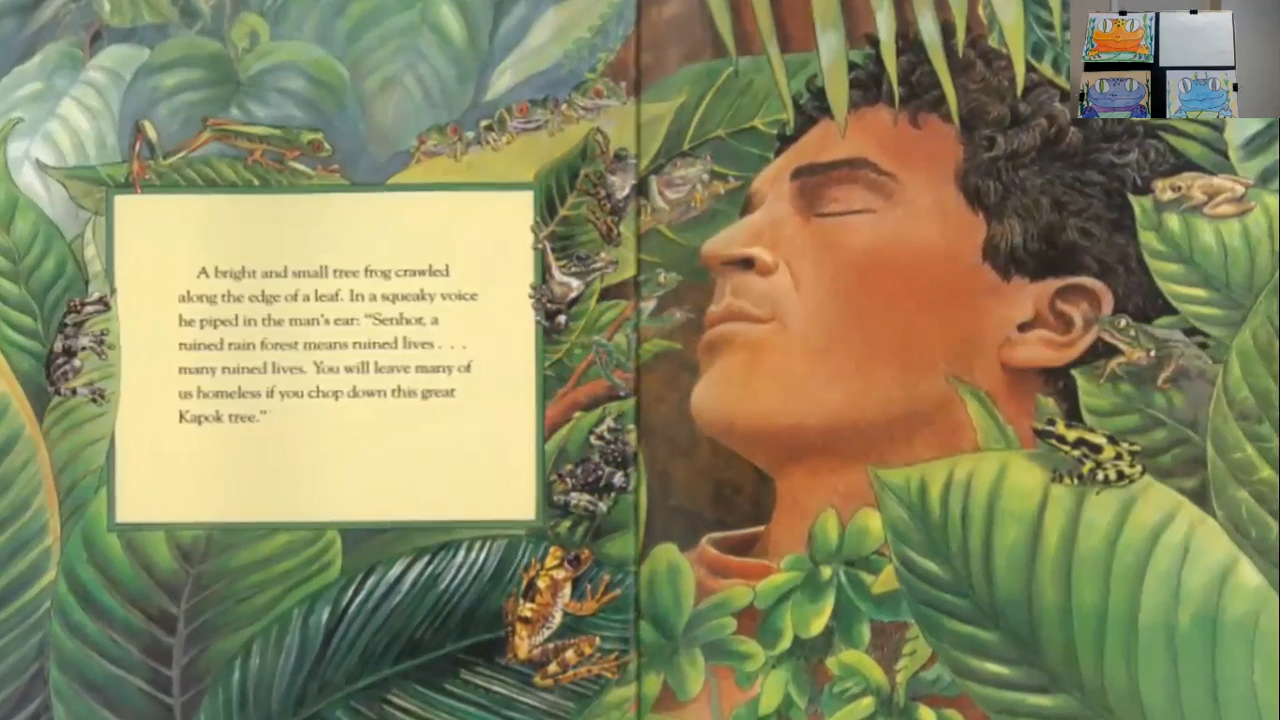 A bright and small tree frog crawled
along the edge of a leaf. In a squeaky voice
he piped in the man's ear: "Senhor, a
ruined rain forest means ruined lives . . .
many ruined lives. You will leave many of
us homeless if you chop down this great
Kapok tree."